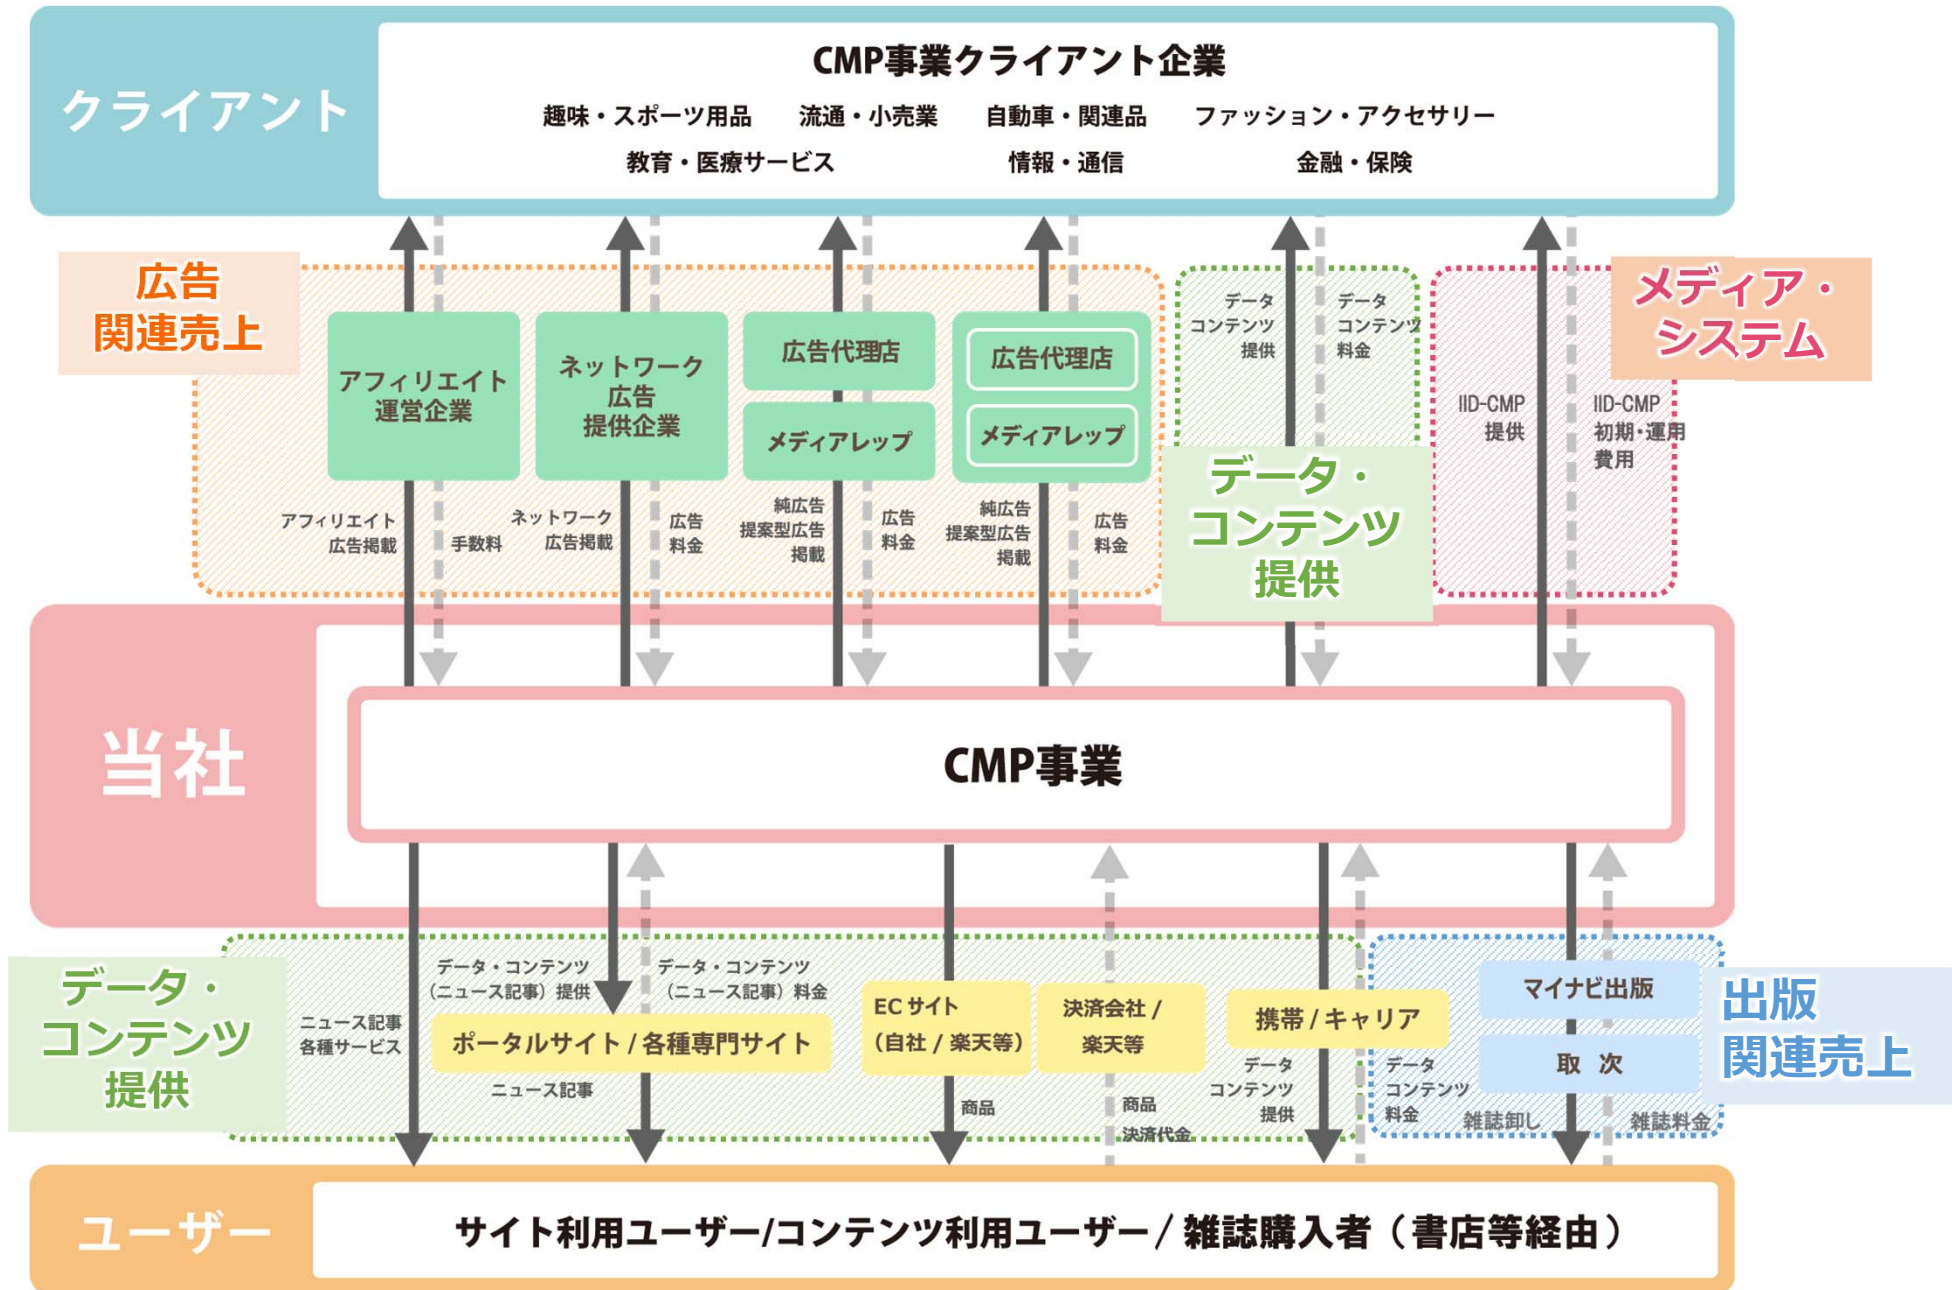 クライアント
CMP事業クライアント企業
趣味・スポーツ用品 流通・小売業 自動車・関連品 ファッション・アクセサリー
教育・医療サービス 情報・通信 金融・保険
広告
関連売上
アフィリエイト
運営企業
ネットワーク
広告
提供企業
広告代理店
メディアレップ
広告代理店
メディアレップ
アフィリエイト
広告掲載
手数料
ネットワーク
広告掲載
広告
料金
純広告
提案型広告
掲載
広告
料金
純広告
提案型広告
掲載
広告
料金
データ
コンテンツ
提供
データ
コンテンツ
料金
データ・
コンテンツ
提供
メディア・
システム
IID-CMP
提供
IID-CMP
初期・運用
費用
当社
CMP事業
データ・
コンテンツ
提供
ニュース記事
各種サービス
データ・コンテンツ
（ニュース記事）提供
データ・コンテンツ
（ニュース記事）料金
ポータルサイト / 各種専門サイト
ニュース記事
EC サイト
（自社 / 楽天等）
商品
決済会社 /
楽天等
商品
決済代金
携帯 / キャリア
データ
コンテンツ
提供
データ
コンテンツ
料金
マイナビ出版
取 次
雑誌卸し
雑誌料金
出版
関連売上
ユーザー
サイト利用ユーザー/コンテンツ利用ユーザー / 雑誌購入者（書店等経由）